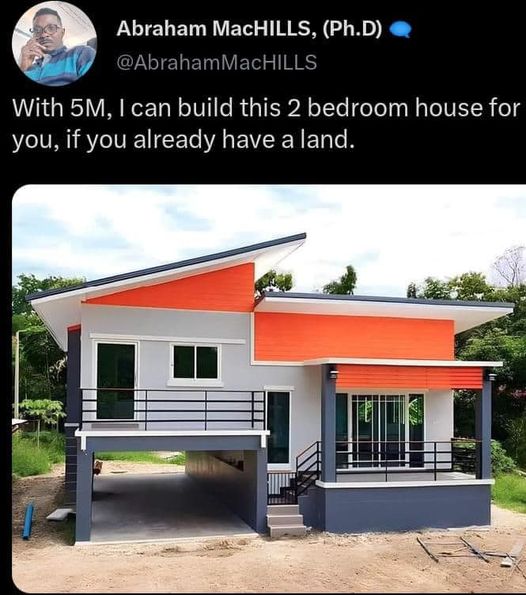 Abraham MacHILLS, (Ph.D)
@AbrahamMacHILLS
With 5M, I can build this 2 bedroom house for
you, if you already have a land.